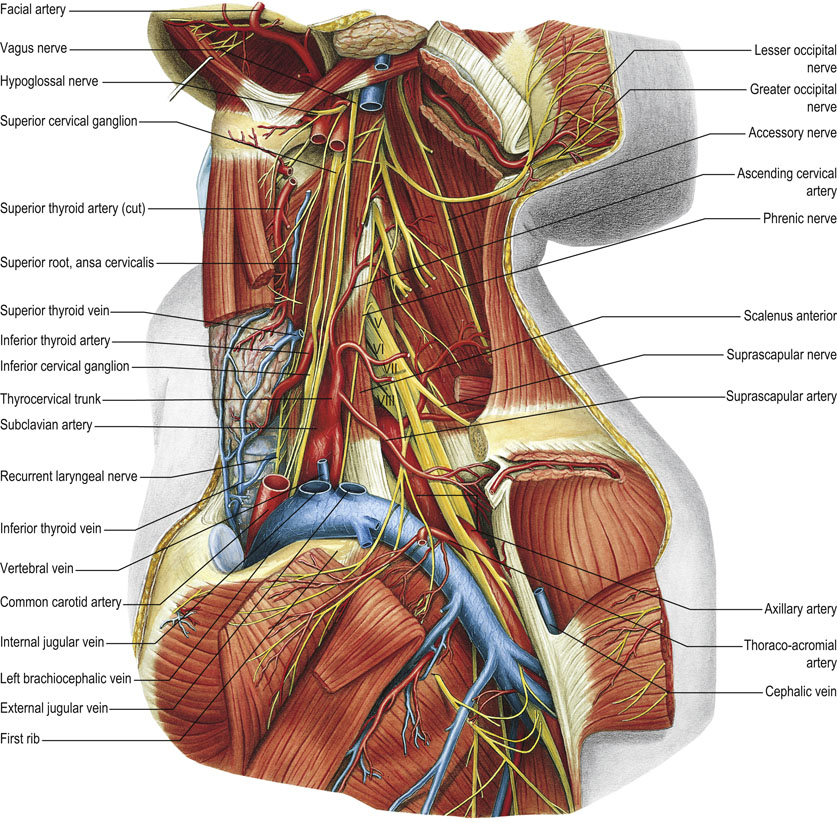 Facial artery
Vagus nerve
Hypoglossal nerve
Superior cervical ganglion
Superior thyroid artery (cut)
Superior root, ansa cervicalis
Superior thyroid vein
Inferior thyroid artery
Inferior cervical ganglion
Thyrocervical trunk
Subclavian artery
Recurrent laryngeal nerve
Inferior thyroid vein
Vertebral vein
Common carotid artery
Internal jugular vein
Left brachiocephalic vein
External jugular vein
First rib
V
VI
VII
VIII
Lesser occipital
nerve
Greater occipital
nerve
Accessory nerve
Ascending cervical
artery
Phrenic nerve
Scalenus anterior
Suprascapular nerve
Suprascapular artery
Axillary artery
Thoraco-acromial
artery
Cephalic vein